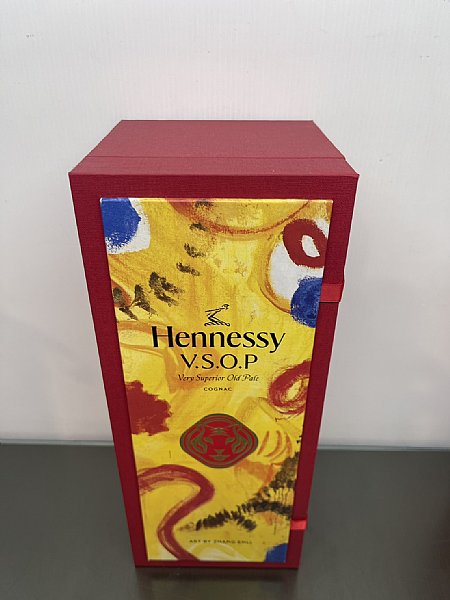 Hennessy
V.S.O.P
Very Superior Old Pale
COGNAC
ART BY ZHANG ENLI